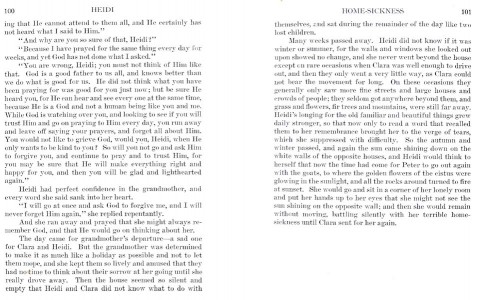 100 HEIDI
ing that He cannot attend to them all, and He certainly has
not heard what I said to Him."
"And why are you so sure of that, Heidi?"
"Because I have prayed for the same thing every day for
weeks, and yet God has not done what I asked."
"You are wrong, Heidi; you must not think of Him like
that. God is a good father to us all, and knows better than
we do what is good for us. He did not think what you have
been praying for was good for you just now; but be sure He
heard you, for He can hear and see every one at the same time,
because He is a God and not a human being like you and me.
While God is watching over you, and looking to see if you will
trust Him and go on praying to Him every day, you run away
and leave off saying your prayers, and forget all about Him.
You would not like to grieve God, would you, Heidi, when He
only wants to be kind to you? So will you not go and ask Him
to forgive you, and continue to pray and to trust Him, for
you may be sure that He will make everything right and
happy for you, and then you will be glad and lighthearted
again."
Heidi had perfect confidence in the grandmother, and
every word she said sank into her heart.
"I will go at once and ask God to forgive me, and I will
never forget Him again," she replied repentantly.
And she ran away and prayed that she might always re-
member God, and that He would go on thinking about her.
The day came for grandmother's departure—a sad one
for Clara and Heidi. But the grandmother was determined
to make it as much like a holiday as possible and not to let
them mope, and she kept them so lively and amused that they
had no time to think about their sorrow at her going until she
really drove away. Then the house seemed so silent and
empty that Heidi and Clara did not know what to do with
HOME-SICKNESS 101
themselves, and sat during the remainder of the day like two
lost children.
Many weeks passed away. Heidi did not know if it was
winter or summer, for the walls and windows she looked out
upon showed no change, and she never went beyond the house
except on rare occasions when Clara was well enough to drive
out, and then they only went a very little way, as Clara could
not bear the movement for long. On these occasions they
generally only saw more fine streets and large houses and
crowds of people; they seldom got anywhere beyond them, and
grass and flowers, fir trees and mountains, were still far away.
Heidi's longing for the old familiar and beautiful things grew
daily stronger, so that now only to read a word that recalled
them to her remembrance brought her to the verge of tears,
which she suppressed with difficulty. So the autumn and
winter passed, and again the sun came shining down on the
white walls of the opposite houses, and Heidi would think to
herself that now the time had come for Peter to go out again
with the goats, to where the golden flowers of the cistus were
glowing in the sunlight, and all the rocks around turned to fire
at sunset. She would go and sit in a corner of her lonely room
and put her hands up to her eyes that she might not see the
sun shining on the opposite wall; and then she would remain
without moving, battling silently with her terrible home-
sickness until Clara sent for her again.